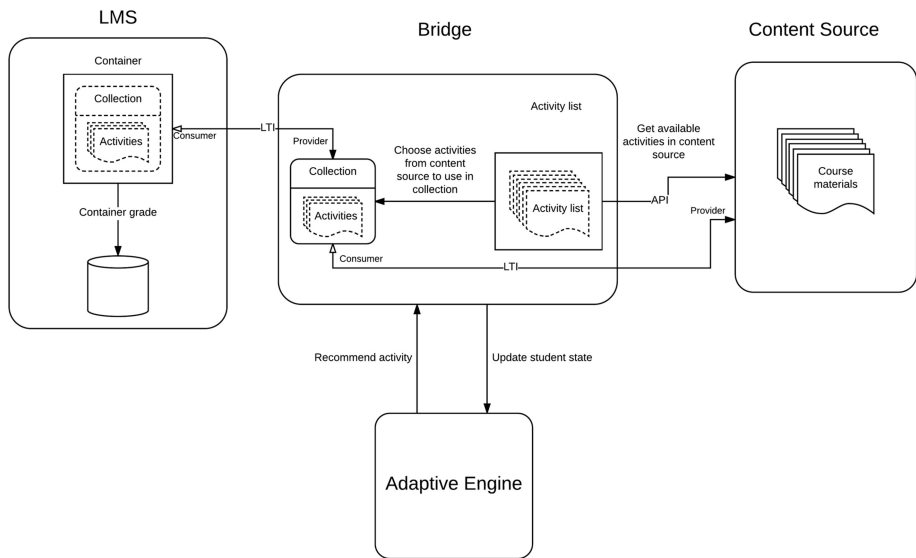 LMS
Container
Collection
Activities
Container grade
Consumer
LTI
Bridge
Provider
Collection
Activities
Choose activities
from content
source to use in
collection
Activity list
Activity list
Consumer
LTI
API
Get available
activities in content
source
Provider
Content Source
Course
materials
Recommend activity
Update student state
Adaptive Engine